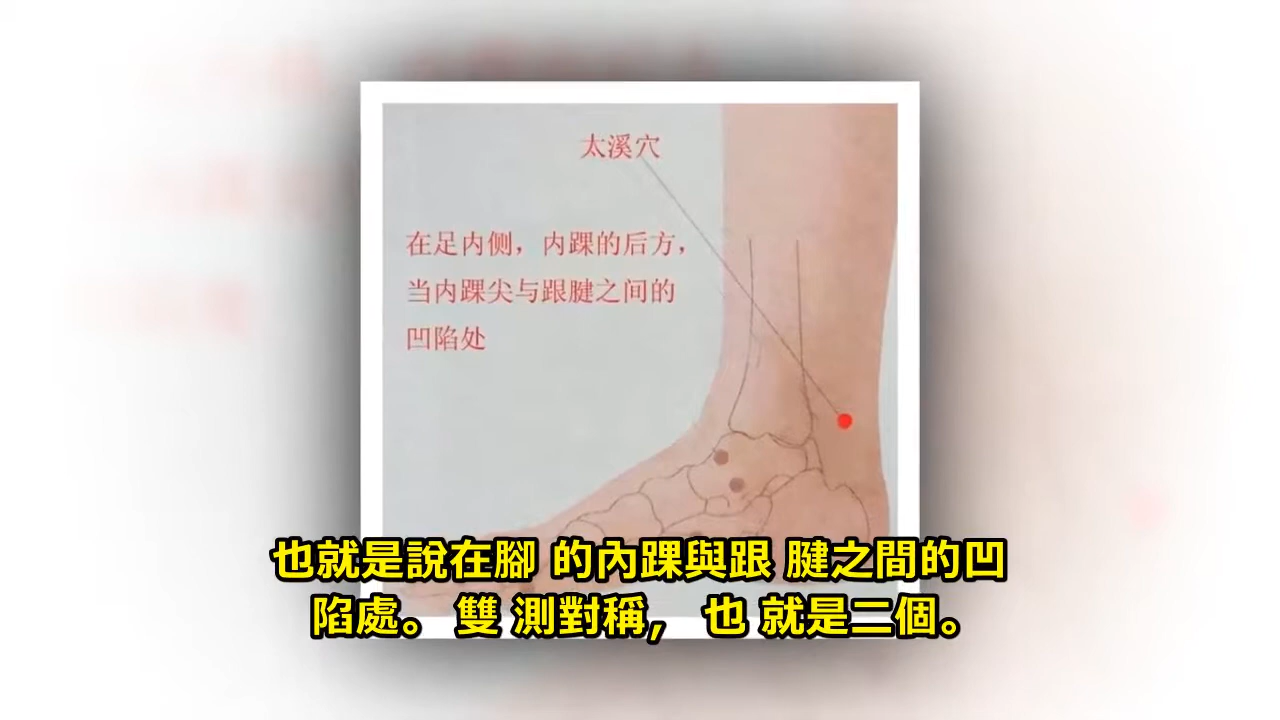 太溪穴
在足内侧，内踝的后方，
当内踝尖与跟腱之间的
凹陷处
也就是說在腳 的內踝與跟 腱之間的凹
陷處。 雙 測對稱， 也 就是二個。